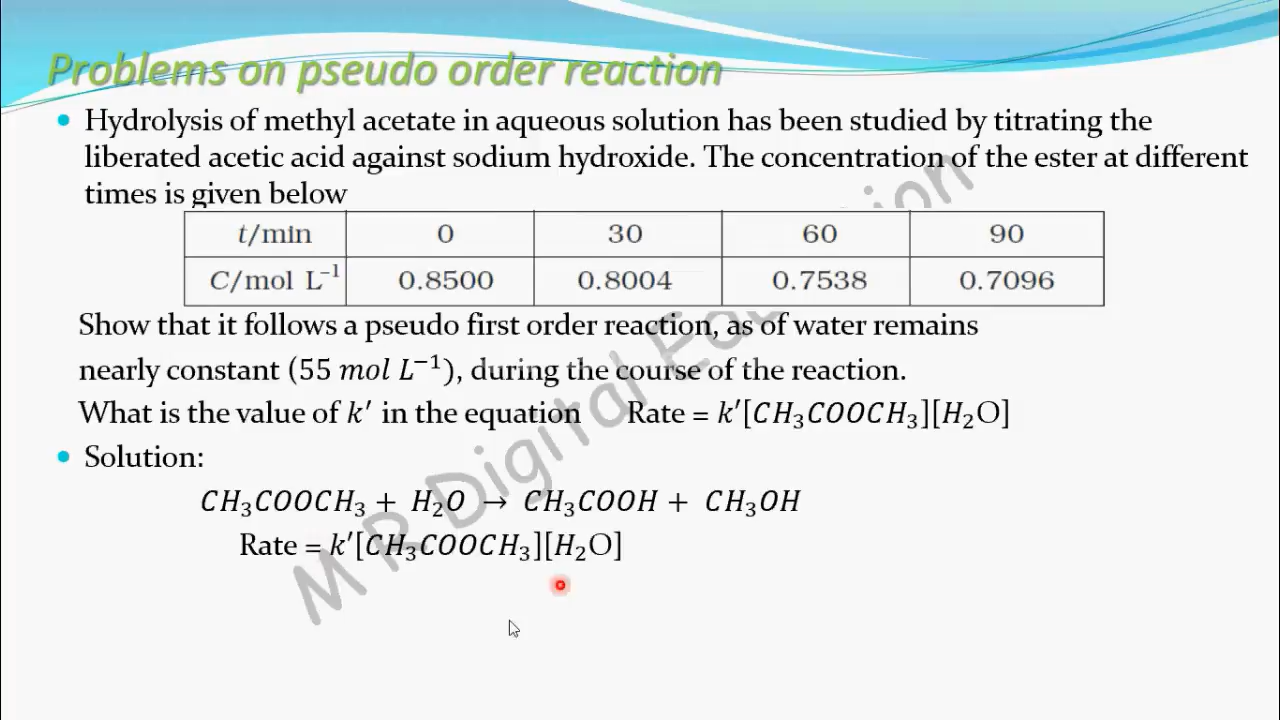 Problems on pseudo order reaction
• Hydrolysis of methyl acetate in aqueous solution has been studied by titrating the
liberated acetic acid against sodium hydroxide. The concentration of the ester at different
times is given below
t/min 0 30 60 90
C/mol L⁻¹ 0.8500 0.8004 0.7538 0.7096
Show that it follows a pseudo first order reaction, as of water remains
nearly constant (55 mol L⁻¹), during the course of the reaction.
What is the value of k′ in the equation Rate = k′[CH₃COOCH₃][H₂O]
• Solution:
CH₃COOCH₃ + H₂O → CH₃COOH + CH₃OH
Rate = k′[CH₃COOCH₃][H₂O]
M R Digital Education